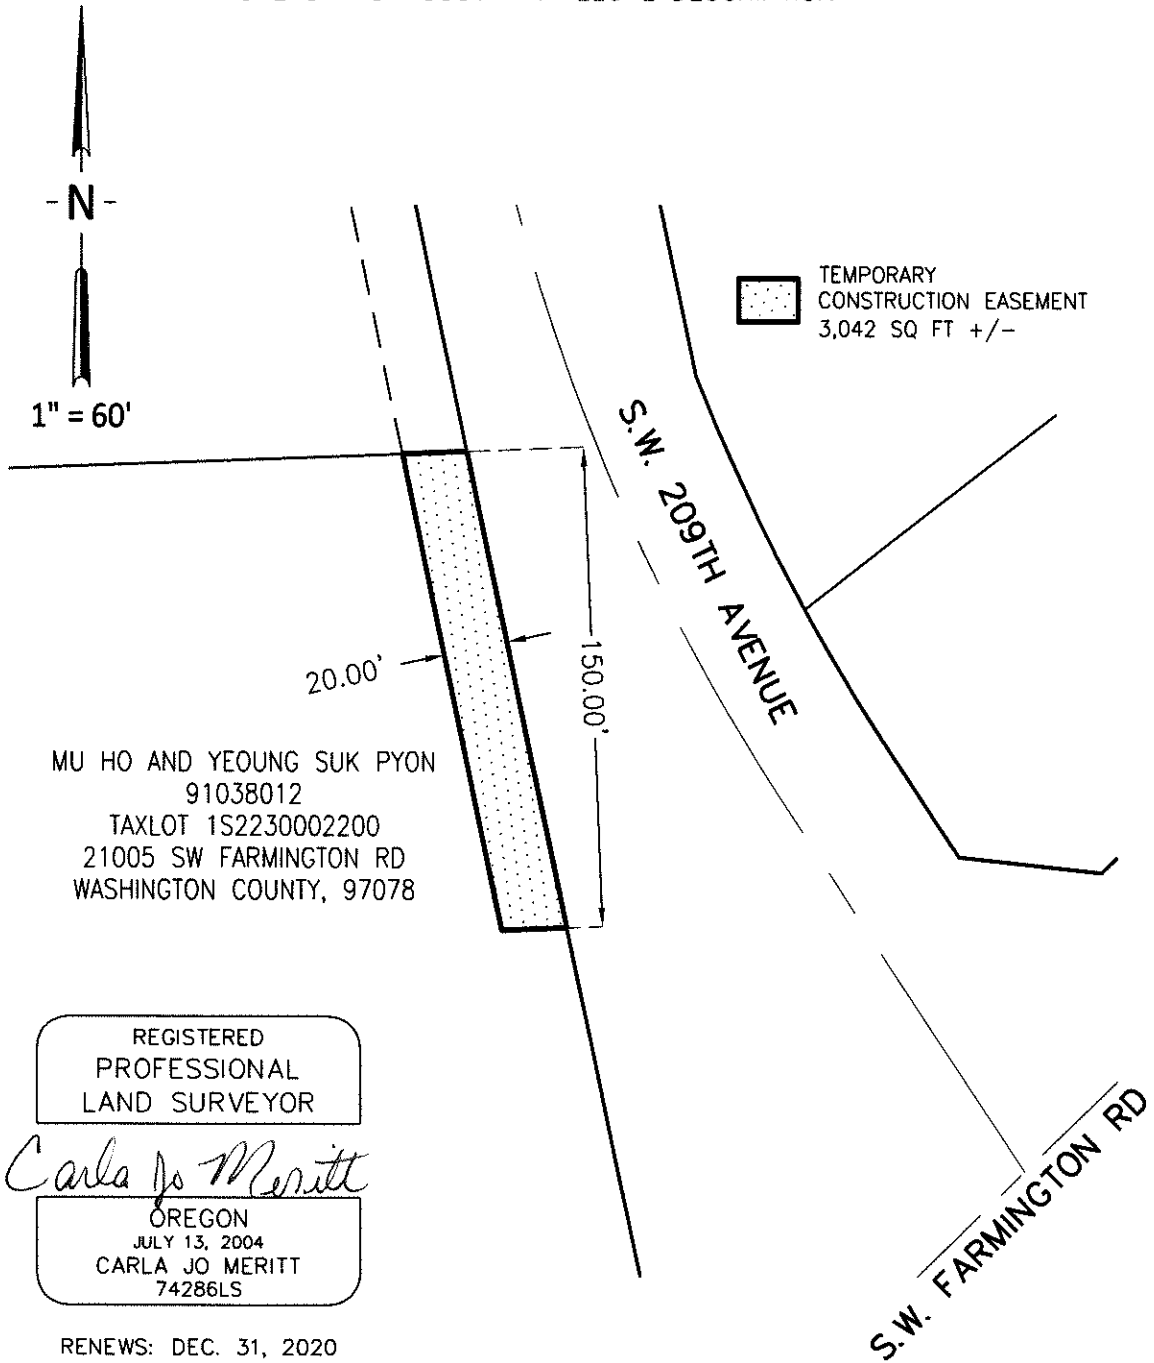 - N -
1" = 60'
TEMPORARY
CONSTRUCTION EASEMENT
3,042 SQ FT +/-
S.W. 209TH AVENUE
20.00'
150.00'
MU HO AND YEOUNG SUK PYON
91038012
TAXLOT 1S2230002200
21005 SW FARMINGTON RD
WASHINGTON COUNTY, 97078
S.W. FARMINGTON RD
REGISTERED
PROFESSIONAL
LAND SURVEYOR
Carla Jo Meritt
OREGON
JULY 13, 2004
CARLA JO MERITT
74286LS
RENEWS: DEC. 31, 2020